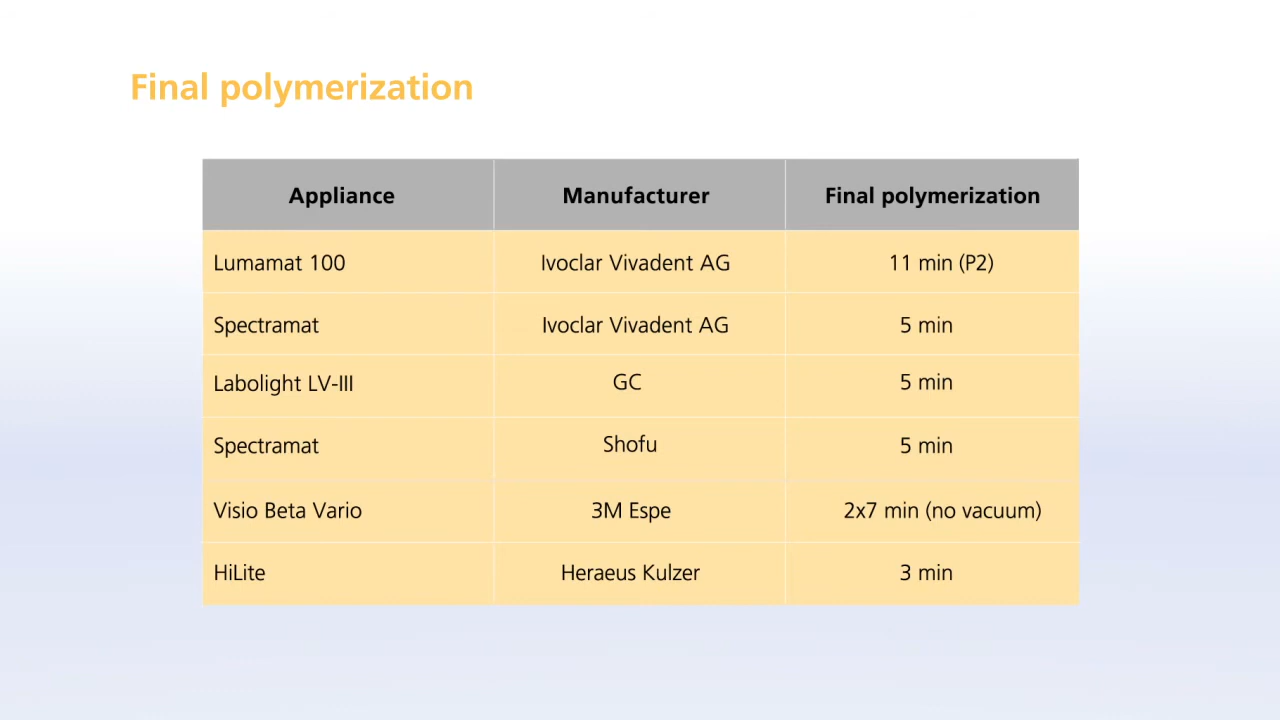 Final polymerization
Appliance Manufacturer Final polymerization
Lumamat 100 Ivoclar Vivadent AG 11 min (P2)
Spectramat Ivoclar Vivadent AG 5 min
Labolight LV-III GC 5 min
Spectramat Shofu 5 min
Visio Beta Vario 3M Espe 2x7 min (no vacuum)
HiLite Heraeus Kulzer 3 min